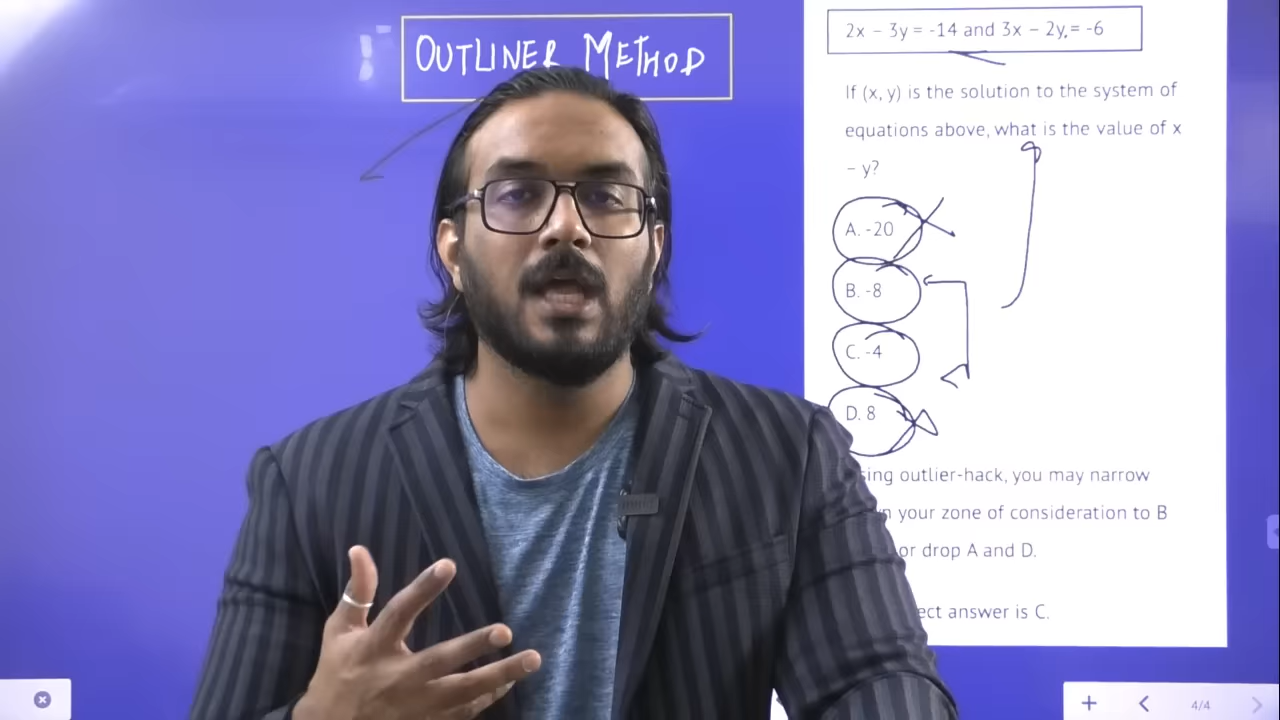 OUTLINER METHOD
2x – 3y = -14 and 3x – 2y = -6
If (x, y) is the solution to the system of
equations above, what is the value of x
– y?
A. -20
B. -8
C. -4
D. 8
outlier-hack, you may narrow
your zone of consideration to B
or drop A and D.
answer is C.
4/4